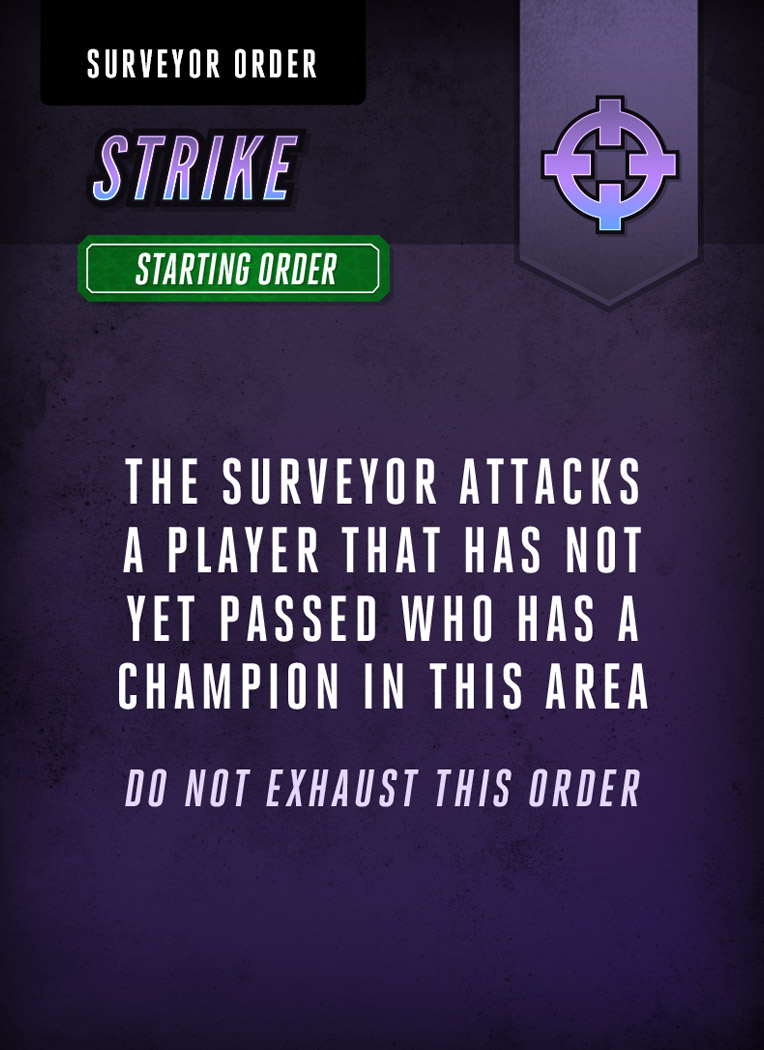 SURVEYOR ORDER
STRIKE
STARTING ORDER
THE SURVEYOR ATTACKS
A PLAYER THAT HAS NOT
YET PASSED WHO HAS A
CHAMPION IN THIS AREA
DO NOT EXHAUST THIS ORDER